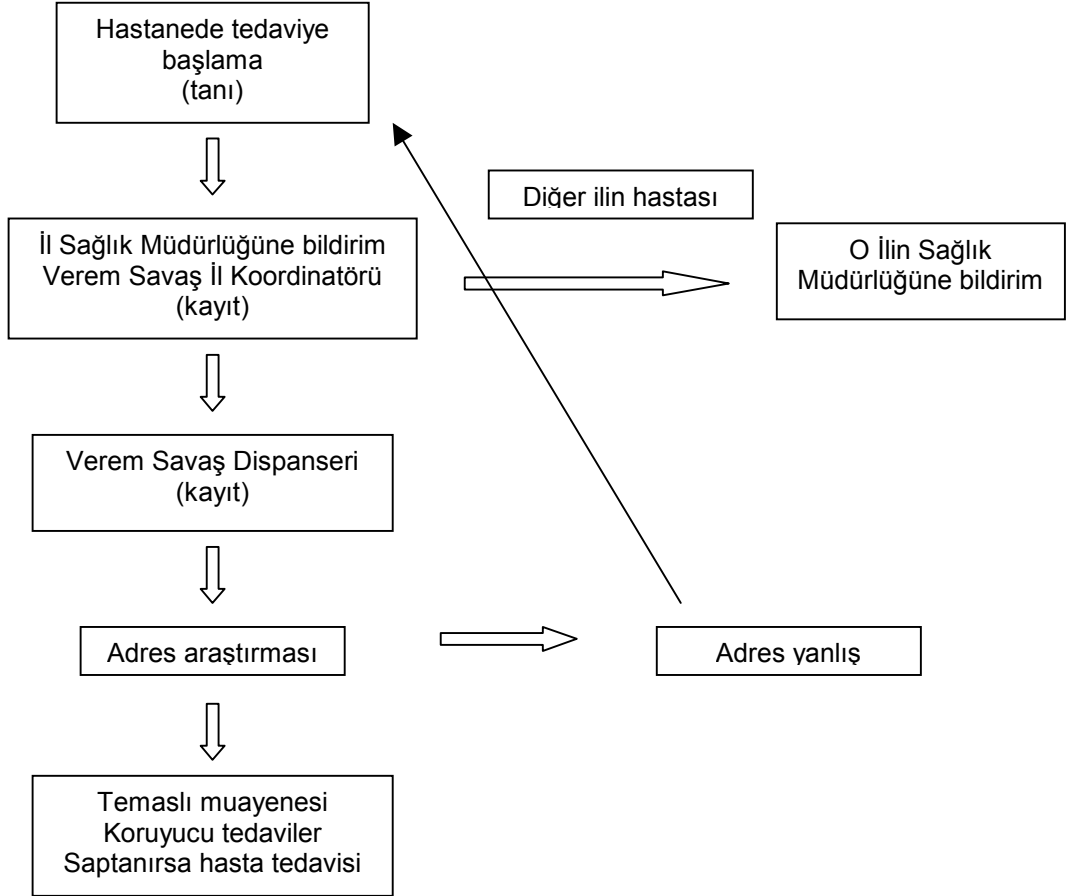 Hastanede tedaviye
başlama
(tanı)
Diğer ilin hastası
İl Sağlık Müdürlüğüne bildirim
Verem Savaş İl Koordinatörü
(kayıt)
O İlin Sağlık
Müdürlüğüne bildirim
Verem Savaş Dispanseri
(kayıt)
Adres araştırması
Adres yanlış
Temaslı muayenesi
Koruyucu tedaviler
Saptanırsa hasta tedavisi